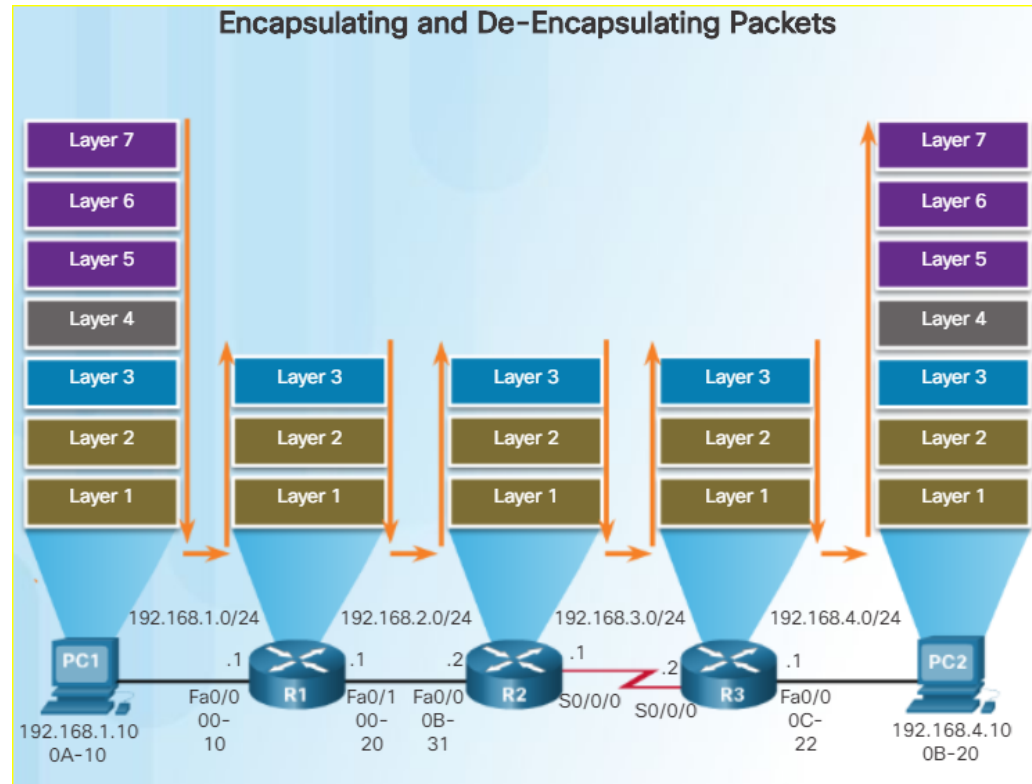 Encapsulating and De-Encapsulating Packets
Layer 7
Layer 6
Layer 5
Layer 4
Layer 3
Layer 2
Layer 1
Layer 3
Layer 2
Layer 1
Layer 3
Layer 2
Layer 1
Layer 3
Layer 2
Layer 1
Layer 7
Layer 6
Layer 5
Layer 4
Layer 3
Layer 2
Layer 1
192.168.1.0/24
192.168.2.0/24
192.168.3.0/24
192.168.4.0/24
PC1
.1
R1
.1
.2
R2
.1
.2
R3
.1
PC2
192.168.1.10
0A-10
Fa0/0
00-
10
Fa0/1
00-
20
Fa0/0
0B-
31
S0/0/0
S0/0/0
Fa0/0
0C-
22
192.168.4.10
0B-20